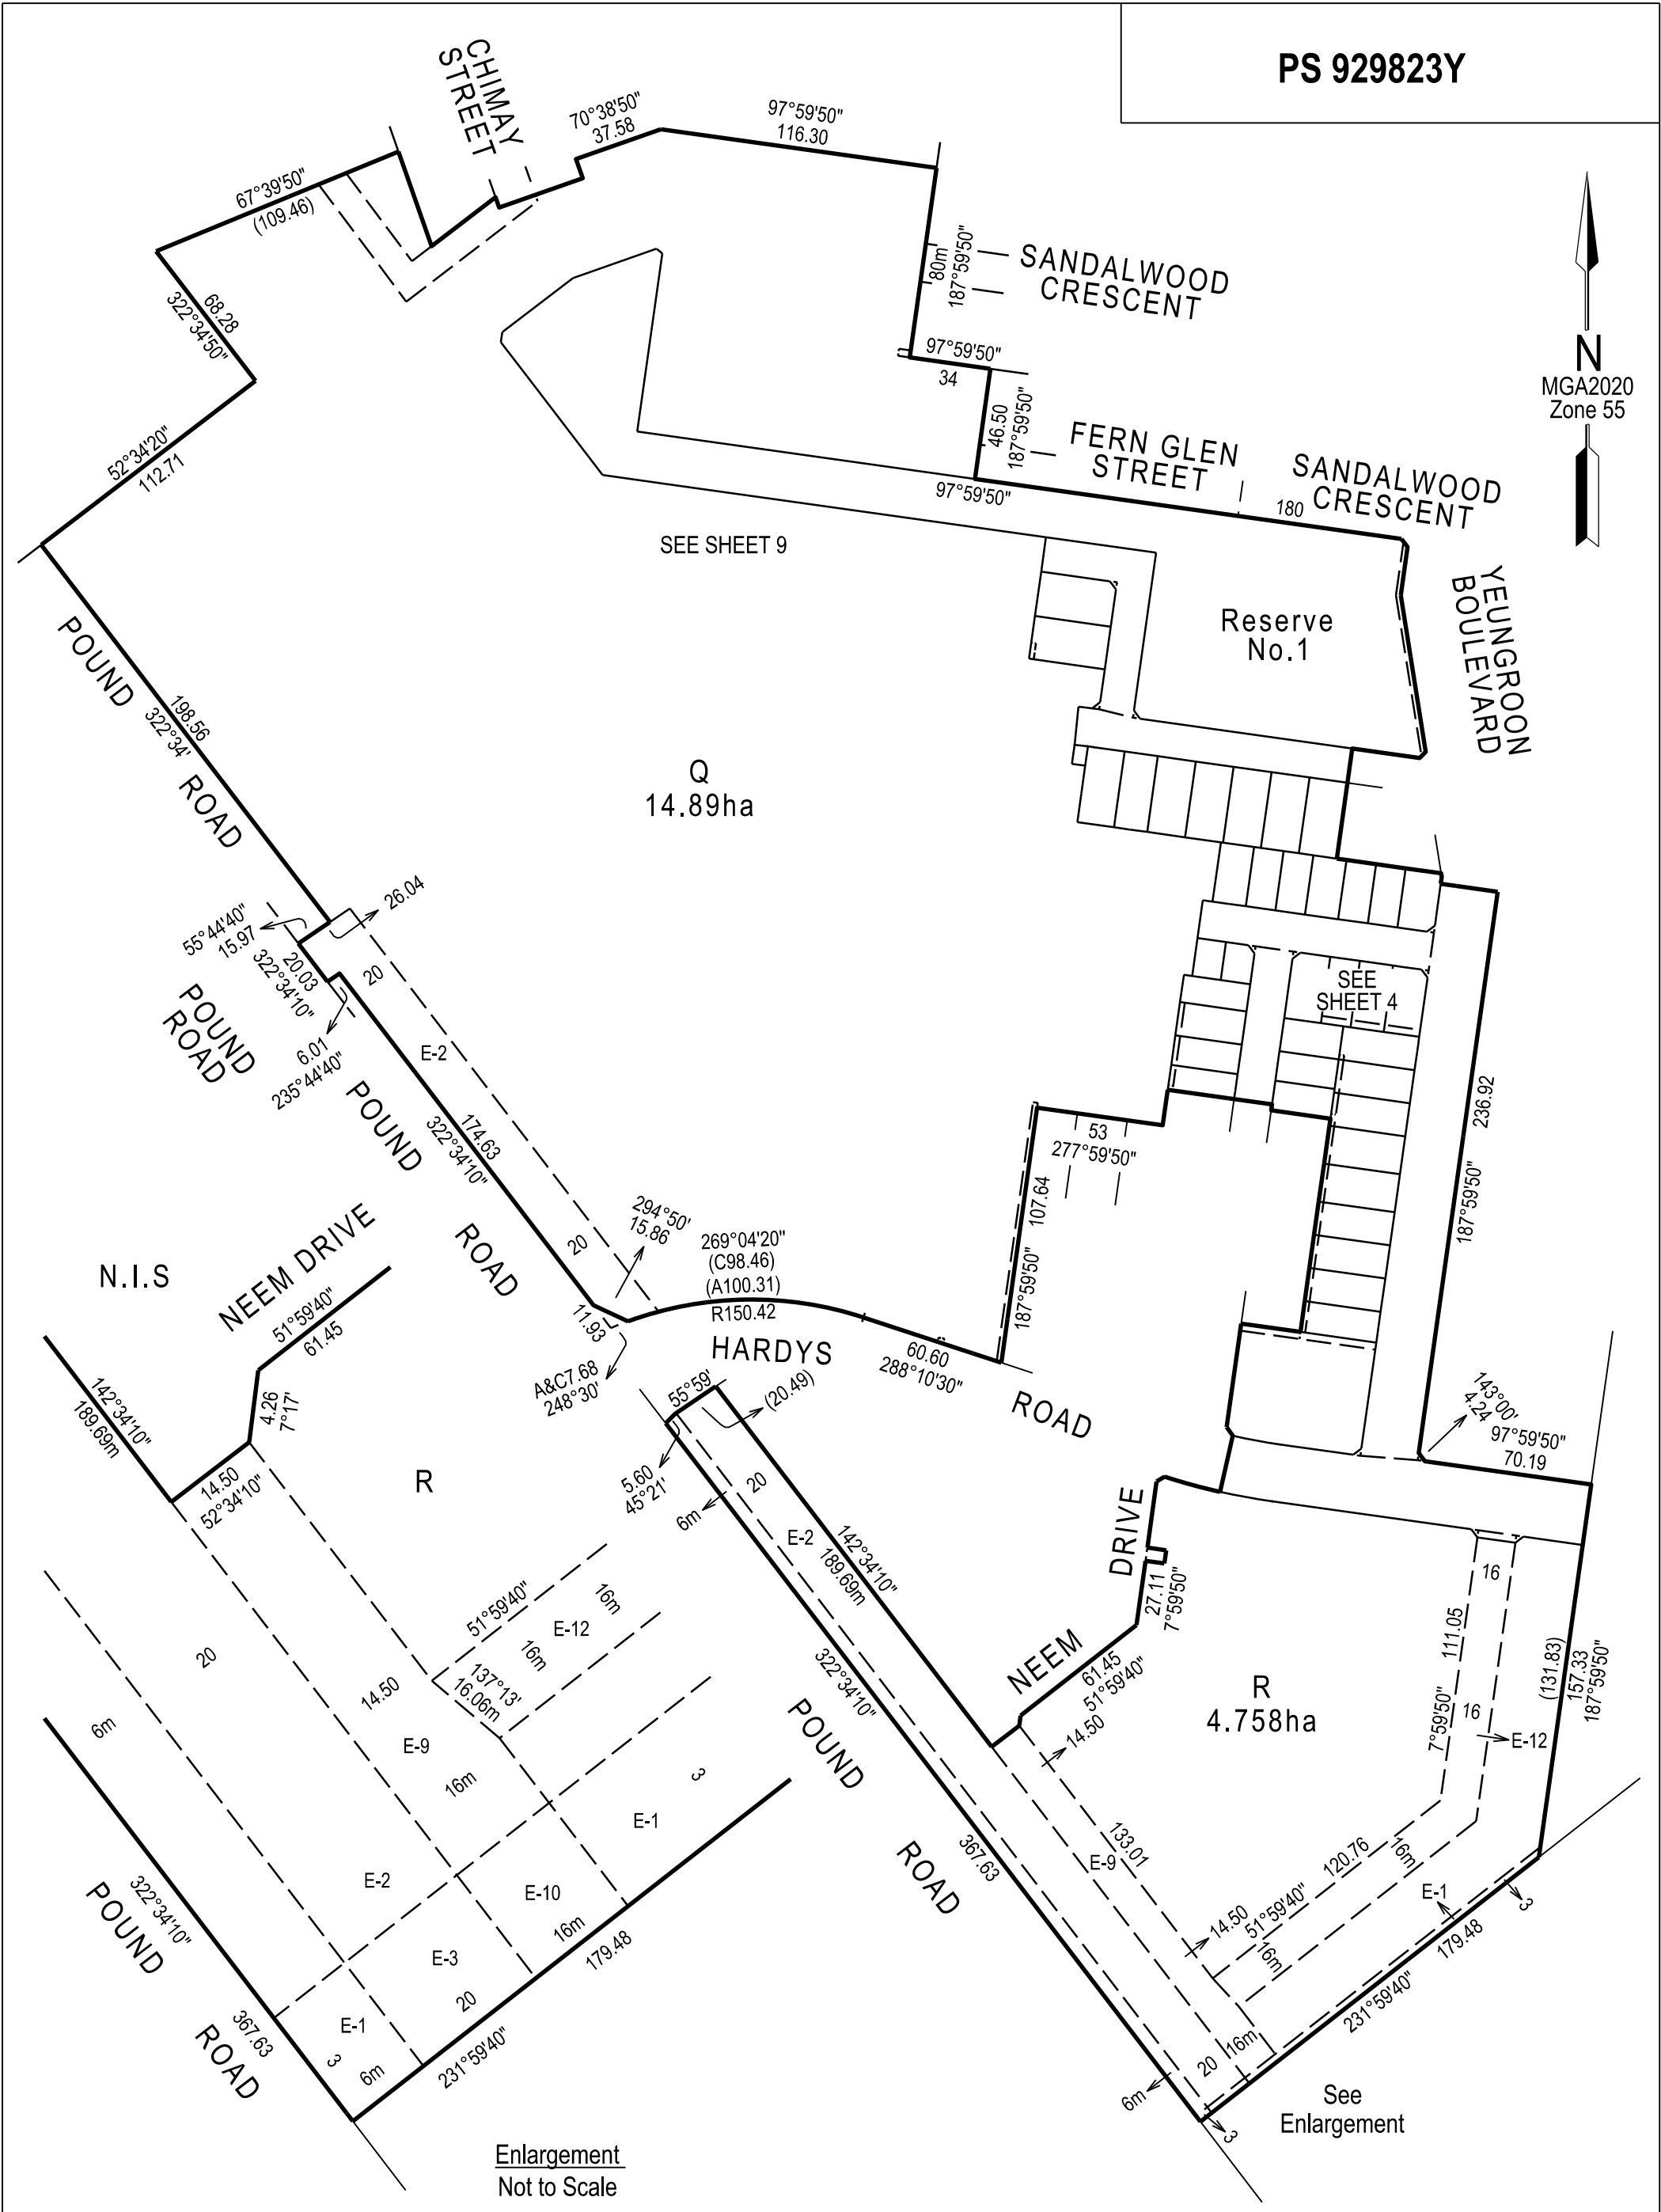 PS 929823Y
CHIMAY
STREET
70°38'50"
37.58
97°59'50"
116.30
67°39'50"
(109.46)
68.28
322°34'50"
52°34'20"
112.71
80m
187°59'50"
SANDALWOOD
CRESCENT
97°59'50"
34
46.50
187°59'50"
FERN GLEN
STREET
97°59'50"
180
SANDALWOOD
CRESCENT
N
MGA2020
Zone 55
SEE SHEET 9
Reserve
No.1
YEUNGROON
BOULEVARD
POUND
ROAD
198.56
322°34'
Q
14.89ha
26.04
55°44'40"
15.97
20.03
322°34'10"
20
POUND
ROAD
6.01
235°44'40"
E-2
POUND
ROAD
174.63
322°34'10"
SEE
SHEET 4
236.92
187°59'50"
53
277°59'50"
107.64
187°59'50"
294°50'
15.86
20
269°04'20"
(C98.46)
(A100.31)
R150.42
11.93
A&C7.68
248°30'
HARDYS
ROAD
60.60
288°10'30"
143°00'
4.24
97°59'50"
70.19
N.I.S
NEEM DRIVE
51°59'40"
61.45
142°34'10"
189.69m
4.26
7°17'
14.50
52°34'10"
R
55°59'
(20.49)
5.60
45°21'
6m
20
E-2
142°34'10"
189.69m
DRIVE
27.11
7°59'50"
NEEM
61.45
51°59'40"
16
111.05
7°59'50"
16
E-12
(131.83)
157.33
187°59'50"
R
4.758ha
51°59'40"
16m
E-12
16m
137°13'
16.06m
20
14.50
6m
E-9
16m
3
E-1
E-2
E-10
16m
179.48
E-3
20
322°34'10"
POUND
ROAD
367.63
E-1
3
6m
231°59'40"
322°34'10"
POUND
ROAD
367.63
14.50
133.01
E-9
14.50
120.76
51°59'40"
16m
16m
E-1
3
179.48
231°59'40"
20
16m
6m
3
See
Enlargement
Enlargement
Not to Scale